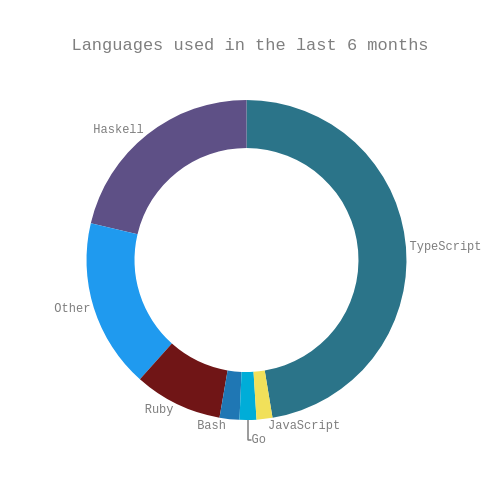 Languages used in the last 6 months
Haskell
TypeScript
Other
Ruby
Bash
JavaScript
Go